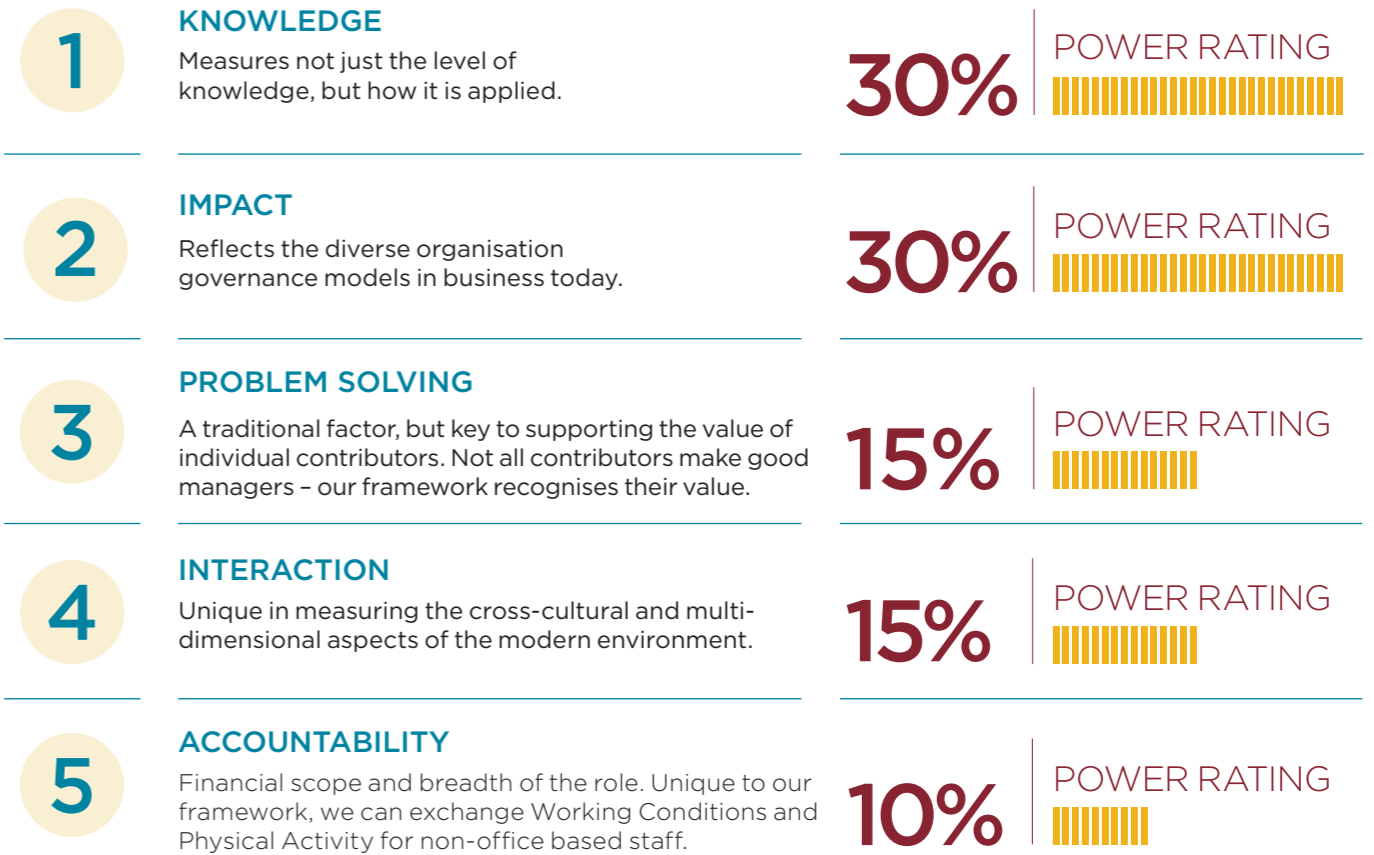 1
KNOWLEDGE
Measures not just the level of
knowledge, but how it is applied.
30%
POWER RATING
2
IMPACT
Reflects the diverse organisation
governance models in business today.
30%
POWER RATING
3
PROBLEM SOLVING
A traditional factor, but key to supporting the value of
individual contributors. Not all contributors make good
managers – our framework recognises their value.
15%
POWER RATING
4
INTERACTION
Unique in measuring the cross-cultural and multi-
dimensional aspects of the modern environment.
15%
POWER RATING
5
ACCOUNTABILITY
Financial scope and breadth of the role. Unique to our
framework, we can exchange Working Conditions and
Physical Activity for non-office based staff.
10%
POWER RATING